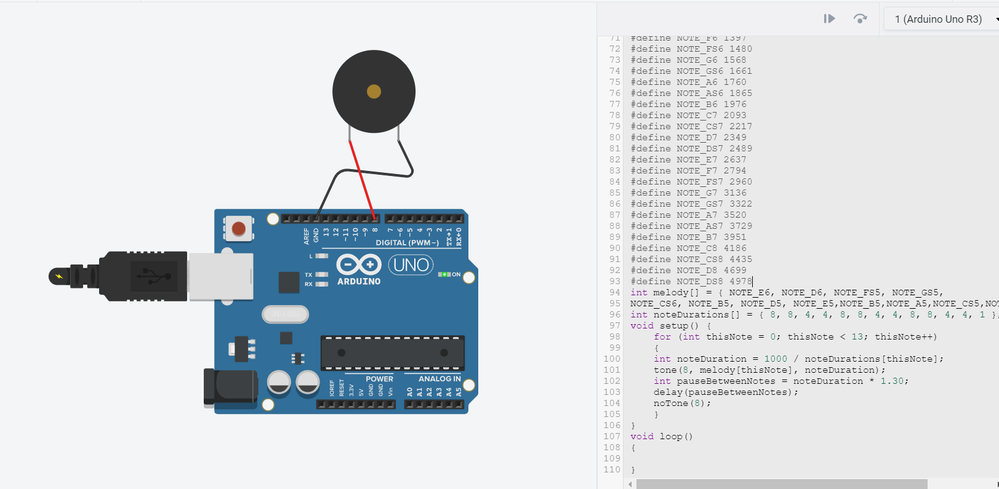 1 (Arduino Uno R3)
71 #define NOTE_F6 1397
72 #define NOTE_FS6 1480
73 #define NOTE_G6 1568
74 #define NOTE_GS6 1661
75 #define NOTE_A6 1760
76 #define NOTE_AS6 1865
77 #define NOTE_B6 1976
78 #define NOTE_C7 2093
79 #define NOTE_CS7 2217
80 #define NOTE_D7 2349
81 #define NOTE_DS7 2489
82 #define NOTE_E7 2637
83 #define NOTE_F7 2794
84 #define NOTE_FS7 2960
85 #define NOTE_G7 3136
86 #define NOTE_GS7 3322
87 #define NOTE_A7 3520
88 #define NOTE_AS7 3729
89 #define NOTE_B7 3951
90 #define NOTE_C8 4186
91 #define NOTE_CS8 4435
92 #define NOTE_D8 4699
93 #define NOTE_DS8 4978
94 int melody[] = { NOTE_E6, NOTE_D6, NOTE_FS5, NOTE_GS5,
95 NOTE_CS6, NOTE_B5, NOTE_D5, NOTE_E5,NOTE_B5,NOTE_A5,NOTE_CS5,NOT
96 int noteDurations[] = { 8, 8, 4, 4, 8, 8, 4, 4, 8, 8, 4, 4, 1 }
97 void setup() {
98 for (int thisNote = 0; thisNote < 13; thisNote++)
99 {
100 int noteDuration = 1000 / noteDurations[thisNote];
101 tone(8, melody[thisNote], noteDuration);
102 int pauseBetweenNotes = noteDuration * 1.30;
103 delay(pauseBetweenNotes);
104 noTone(8);
105 }
106 }
107 void loop()
108 {
109
110 }
AREF GND 13 12 ~11 ~10 ~9 8 7 ~6 ~5 4 ~3 2 TX→1 RX←0
DIGITAL (PWM~)
L
TX
RX
UNO
ARDUINO
ON
POWER
ANALOG IN
IOREF RESET 3.3V 5V GND GND Vin A0 A1 A2 A3 A4 A5